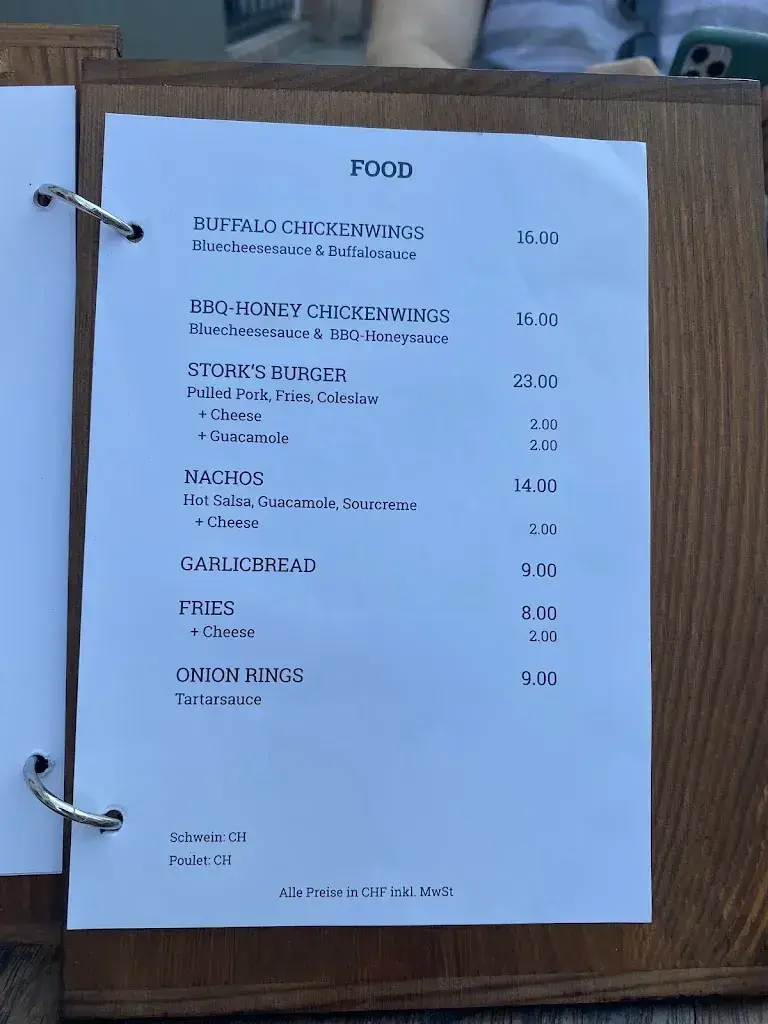 FOOD
BUFFALO CHICKENWINGS 16.00
Bluecheesesauce & Buffalosauce
BBQ-HONEY CHICKENWINGS 16.00
Bluecheesesauce & BBQ-Honeysauce
STORK'S BURGER 23.00
Pulled Pork, Fries, Coleslaw
+ Cheese 2.00
+ Guacamole 2.00
NACHOS 14.00
Hot Salsa, Guacamole, Sourcreme
+ Cheese 2.00
GARLICBREAD 9.00
FRIES 8.00
+ Cheese 2.00
ONION RINGS 9.00
Tartarsauce
Schwein: CH
Poulet: CH
Alle Preise in CHF inkl. MwSt